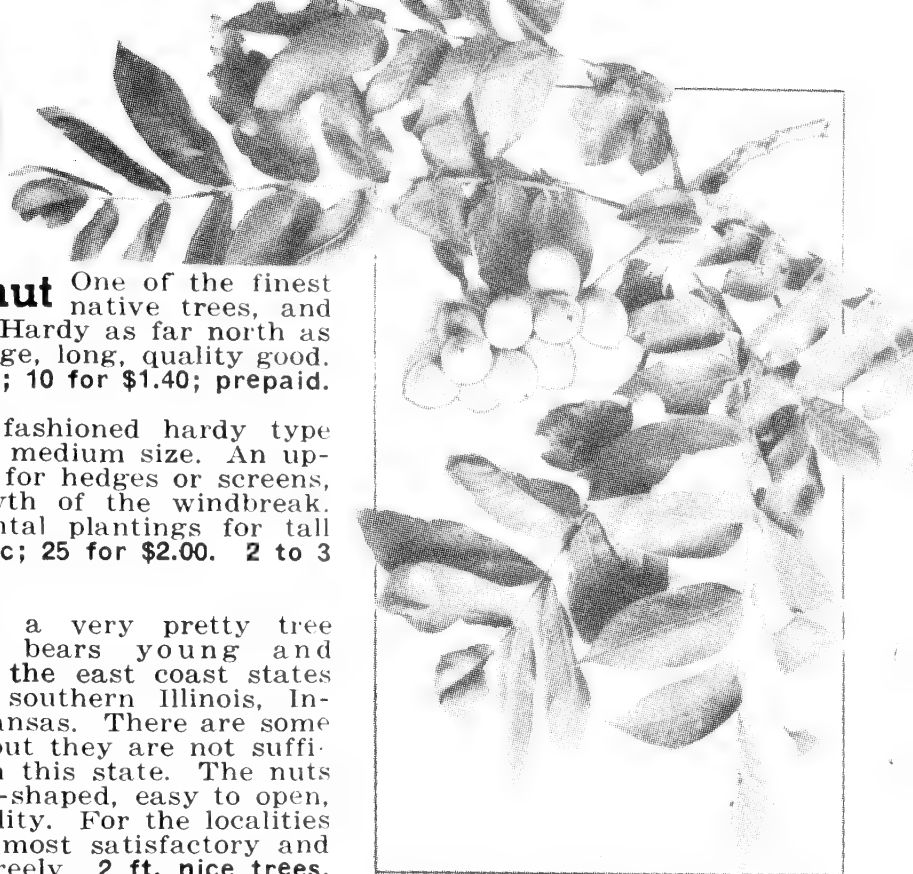 nut One of the finest
native trees, and
Hardy as far north as
ge, long, quality good.
; 10 for $1.40; prepaid.
fashioned hardy type
medium size. An up-
for hedges or screens,
wth of the windbreak.
ntal plantings for tall
c; 25 for $2.00. 2 to 3
a very pretty tree
bears young and
the east coast states
southern Illinois, In-
ansas. There are some
out they are not suffi-
this state. The nuts
-shaped, easy to open,
lity. For the localities
most satisfactory and
reely. 2 ft. nice trees,